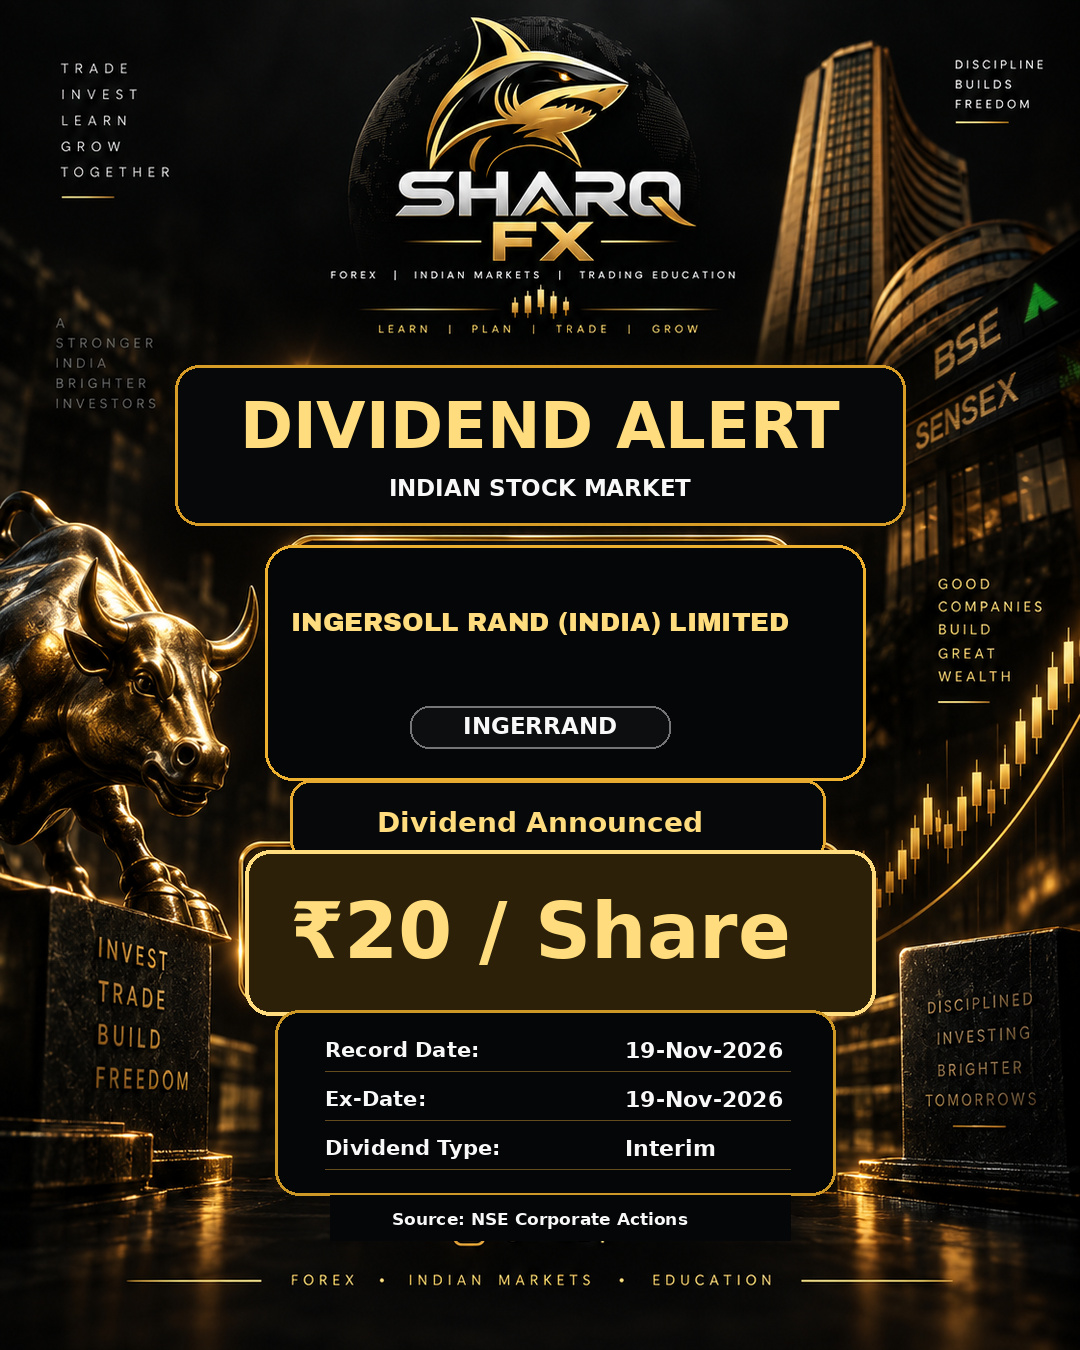 TRADE
INVEST
LEARN
GROW
TOGETHER
DISCIPLINE
BUILDS
FREEDOM
SHARQ
FX
FOREX | INDIAN MARKETS | TRADING EDUCATION
LEARN | PLAN | TRADE | GROW
A
STRONGER
INDIA
BRIGHTER
INVESTORS
BSE
SENSEX
DIVIDEND ALERT
INDIAN STOCK MARKET
INGERSOLL RAND (INDIA) LIMITED
INGERRAND
GOOD
COMPANIES
BUILD
GREAT
WEALTH
Dividend Announced
₹20 / Share
INVEST
TRADE
BUILD
FREEDOM
DISCIPLINED
INVESTING
BRIGHTER
TOMORROWS
Record Date: 19-Nov-2026
Ex-Date: 19-Nov-2026
Dividend Type: Interim
Source: NSE Corporate Actions
FOREX • INDIAN MARKETS • EDUCATION